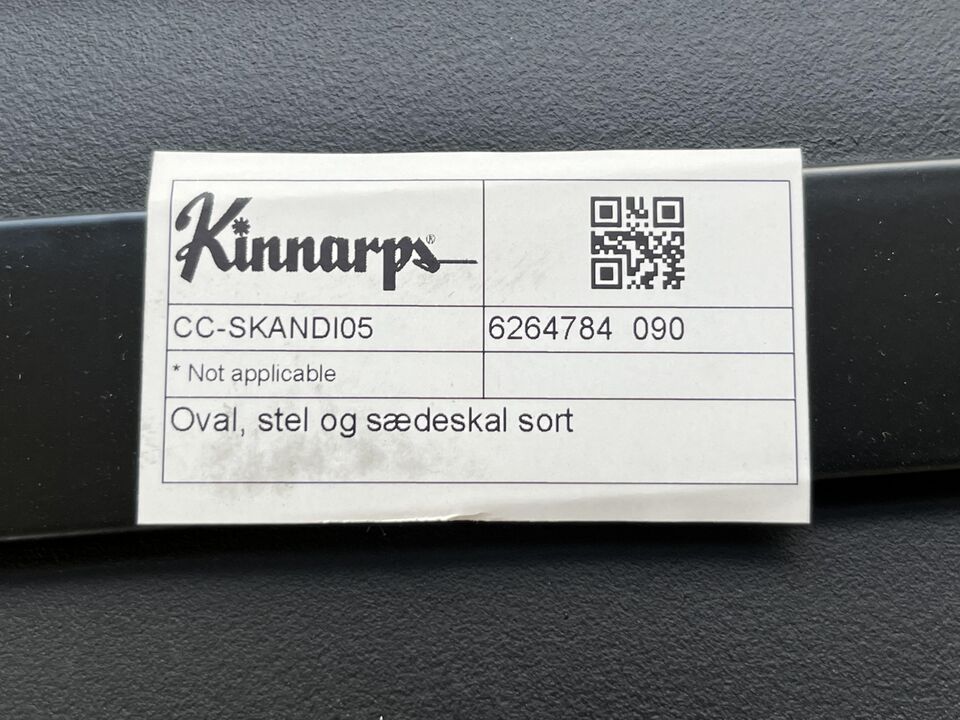 Kinnarps®
CC-SKANDI05
6264784 090
* Not applicable
Oval, stel og sædeskal sort